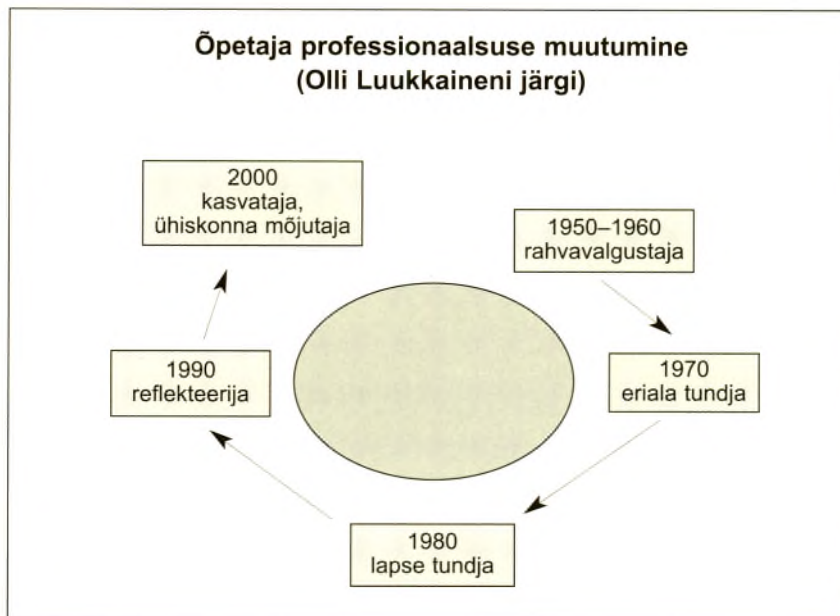 Õpetaja professionaalsuse muutumine
(Olli Luukkaineni järgi)
2000
kasvataja,
ühiskonna mõjutaja
1950–1960
rahvavalgustaja
1990
reflekteerija
1970
eriala tundja
1980
lapse tundja